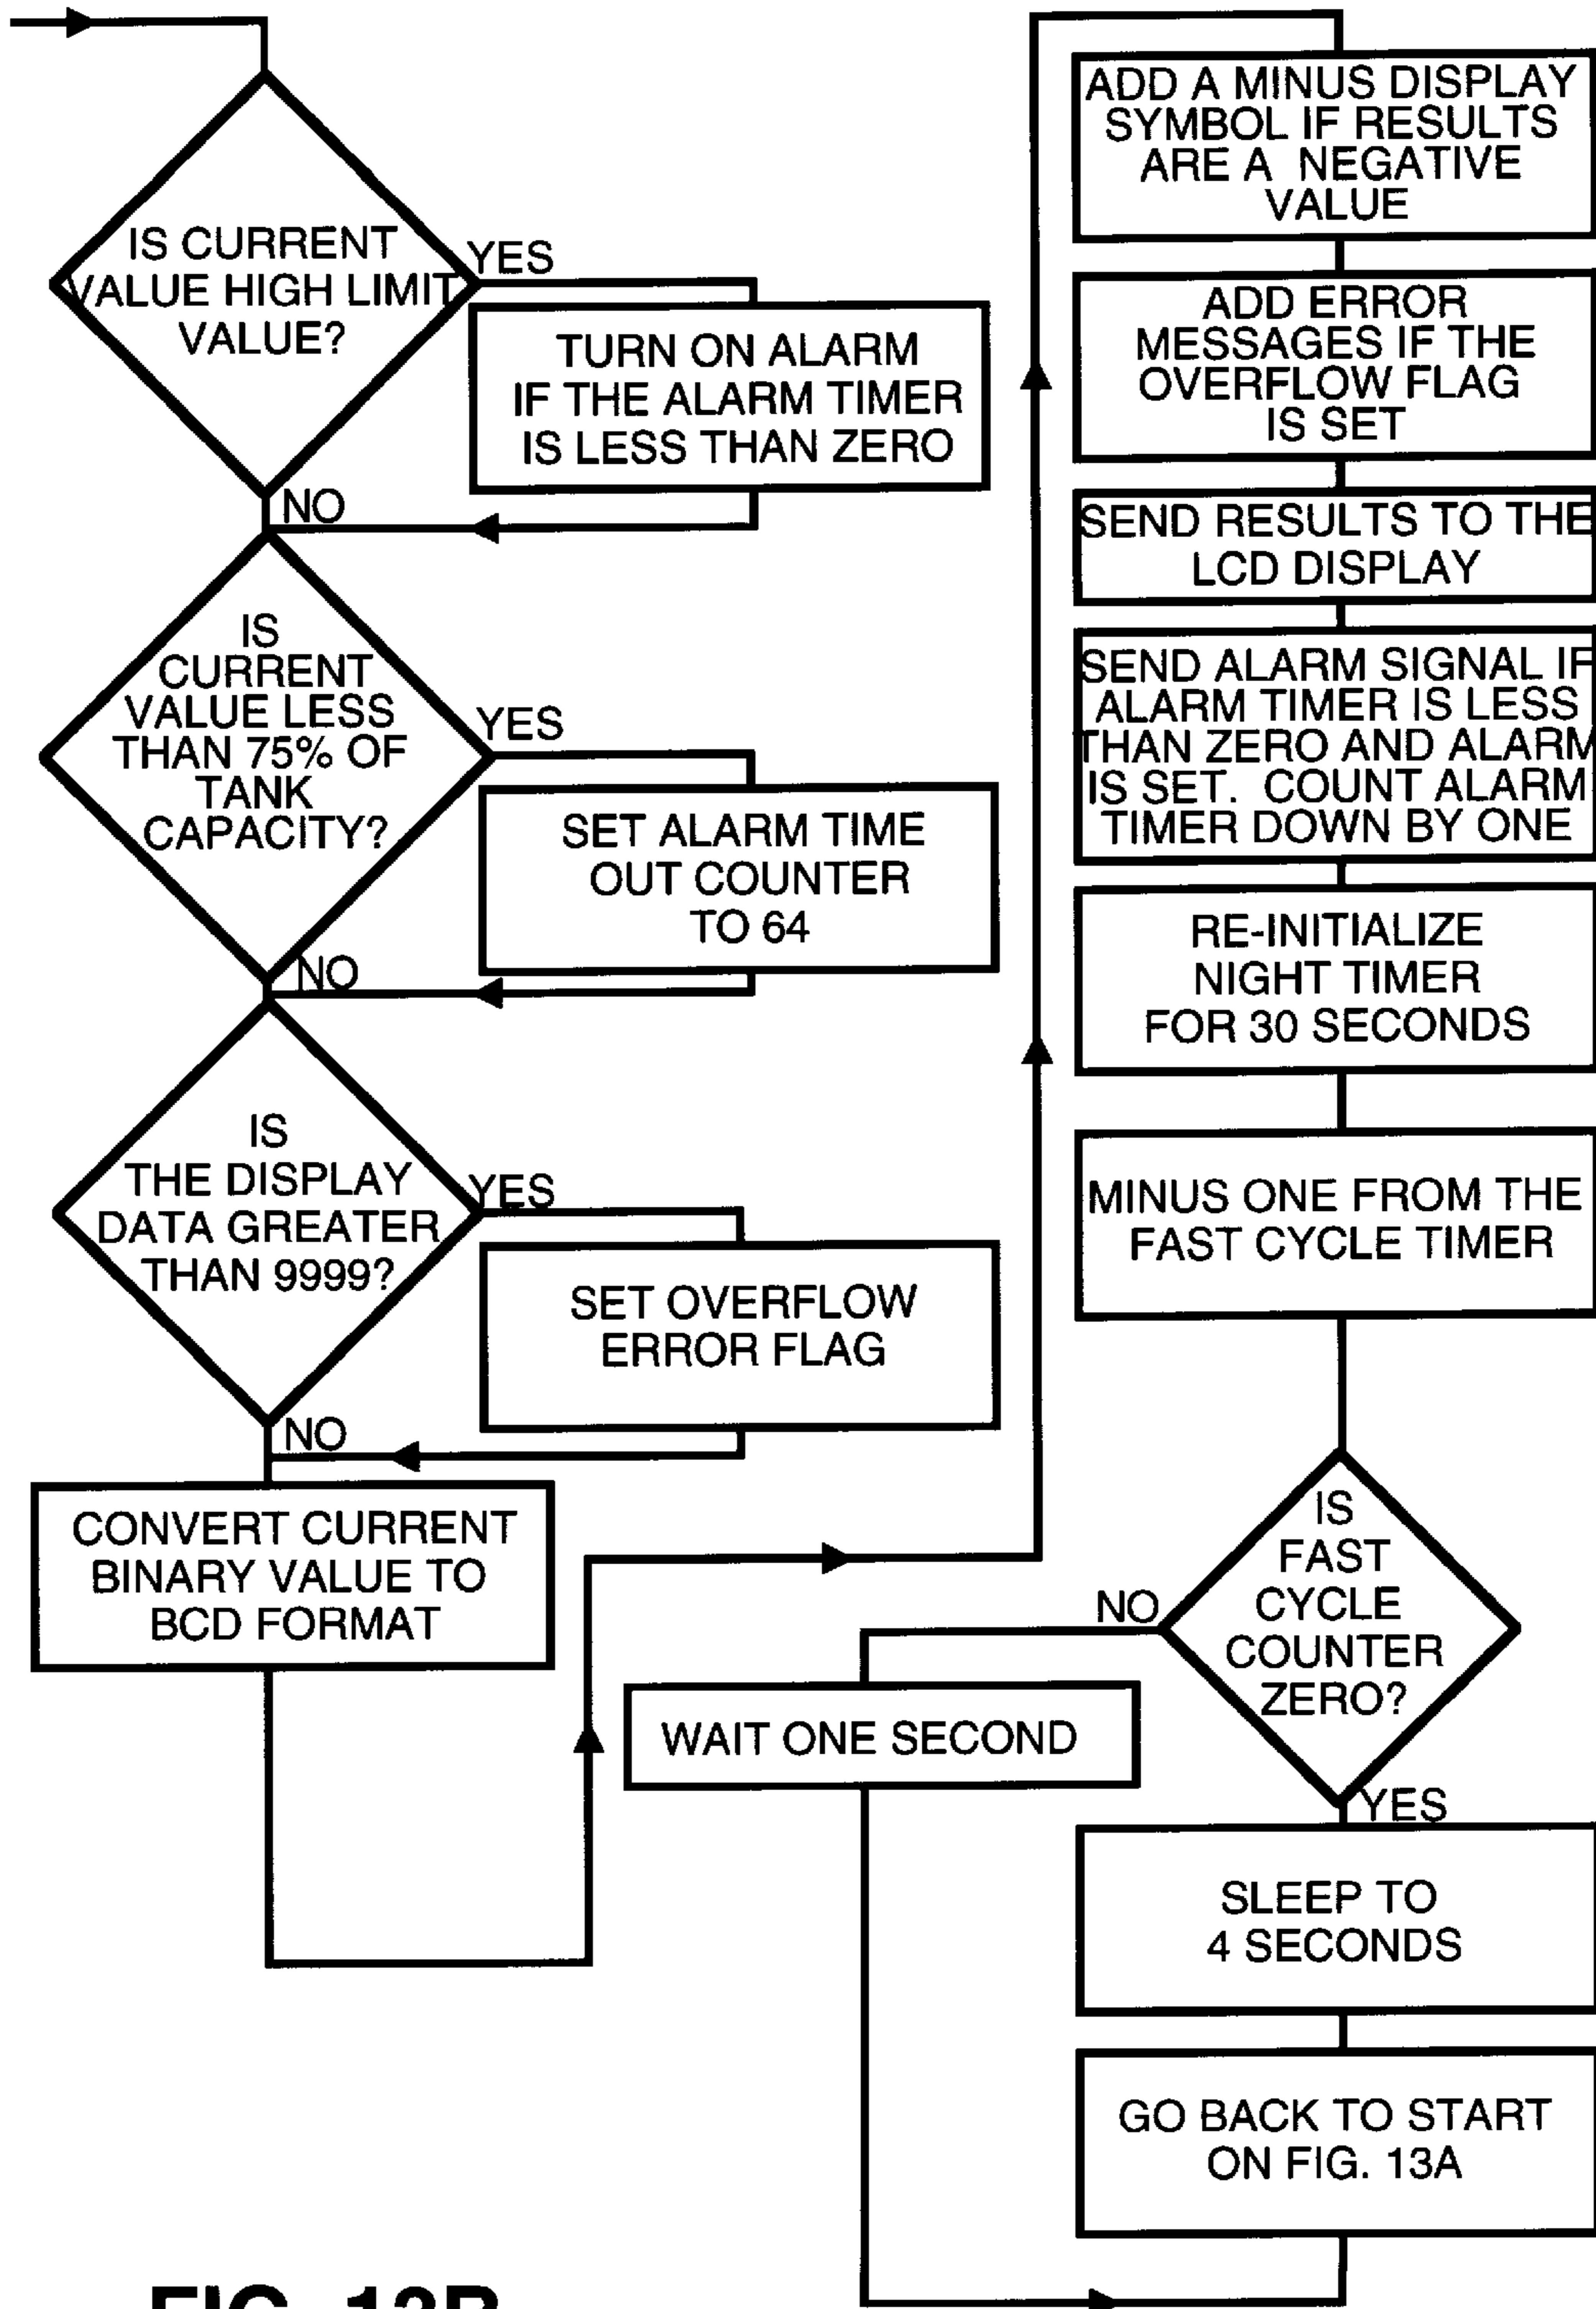 IS CURRENT
VALUE HIGH LIMIT
VALUE?
YES
TURN ON ALARM
IF THE ALARM TIMER
IS LESS THAN ZERO
NO
IS
CURRENT
VALUE LESS
THAN 75% OF
TANK
CAPACITY?
YES
SET ALARM TIME
OUT COUNTER
TO 64
NO
IS
THE DISPLAY
DATA GREATER
THAN 9999?
YES
SET OVERFLOW
ERROR FLAG
NO
CONVERT CURRENT
BINARY VALUE TO
BCD FORMAT
ADD A MINUS DISPLAY
SYMBOL IF RESULTS
ARE A NEGATIVE
VALUE
ADD ERROR
MESSAGES IF THE
OVERFLOW FLAG
IS SET
SEND RESULTS TO THE
LCD DISPLAY
SEND ALARM SIGNAL IF
ALARM TIMER IS LESS
THAN ZERO AND ALARM
IS SET. COUNT ALARM
TIMER DOWN BY ONE
RE-INITIALIZE
NIGHT TIMER
FOR 30 SECONDS
MINUS ONE FROM THE
FAST CYCLE TIMER
IS
FAST
CYCLE
COUNTER
ZERO?
NO
WAIT ONE SECOND
YES
SLEEP TO
4 SECONDS
GO BACK TO START
ON FIG. 13A
FIG. 13B